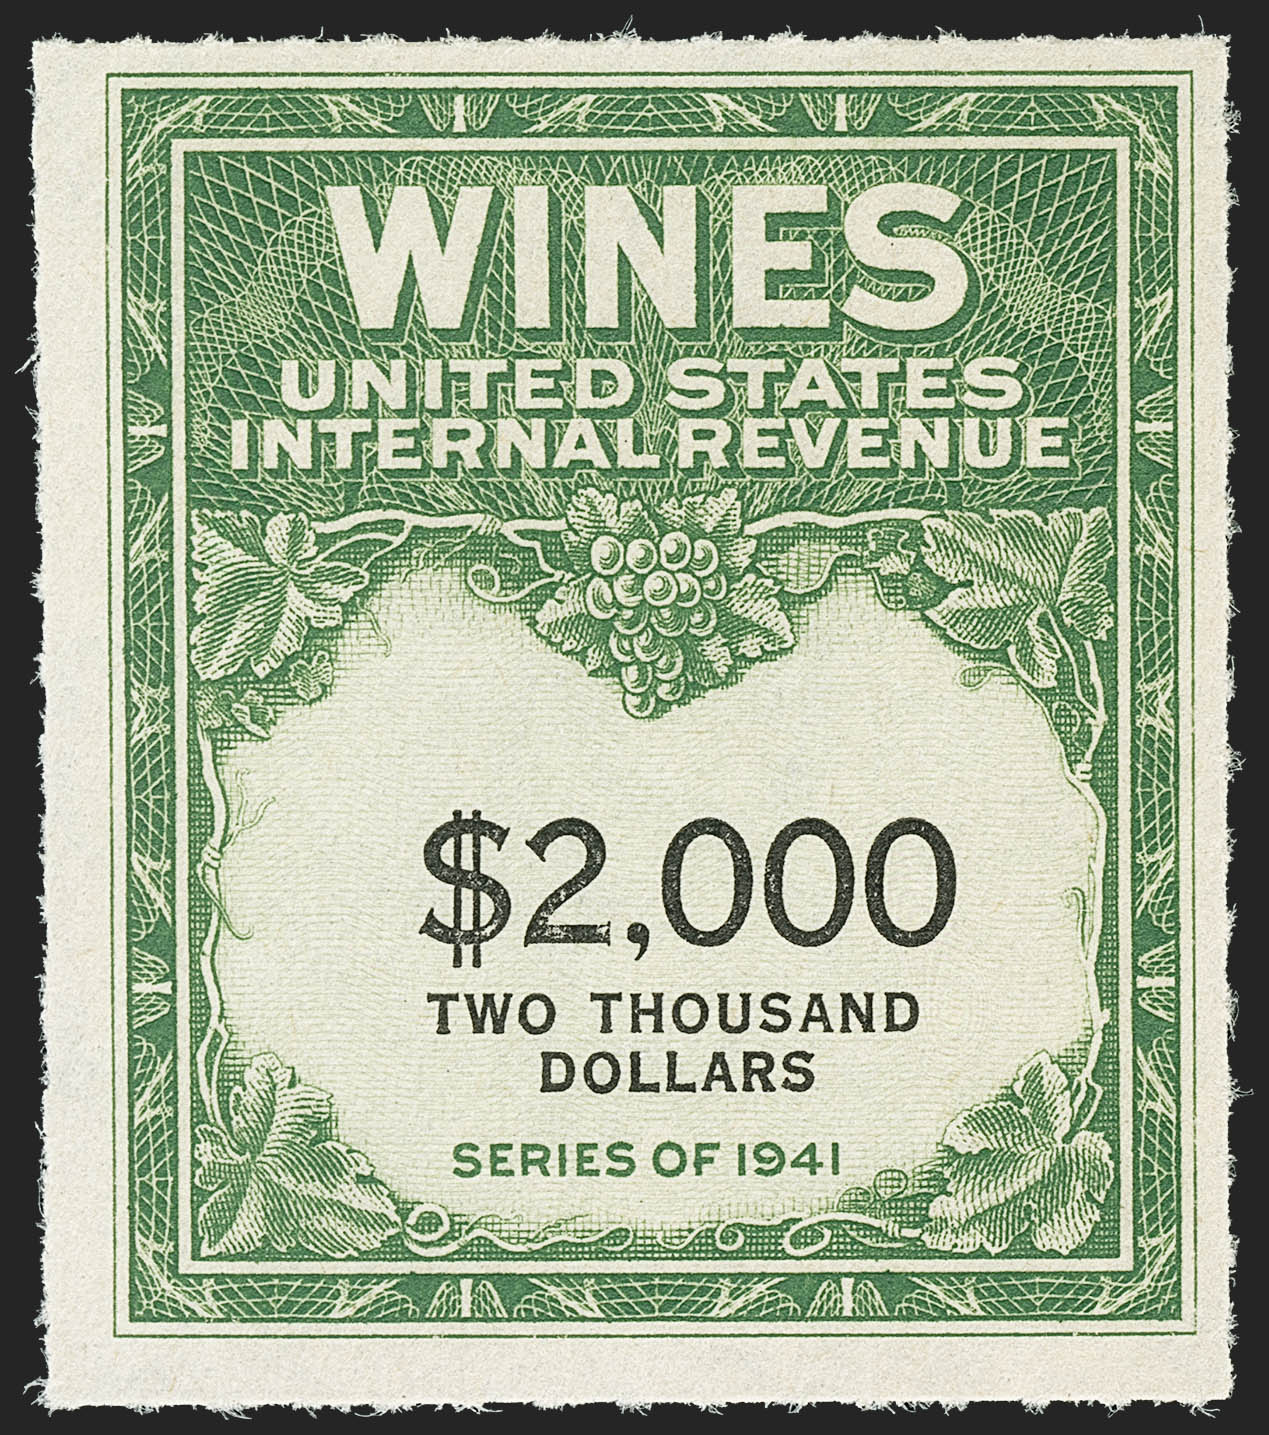 WINES
UNITED STATES
INTERNAL REVENUE
$2,000
TWO THOUSAND
DOLLARS
SERIES OF 1941